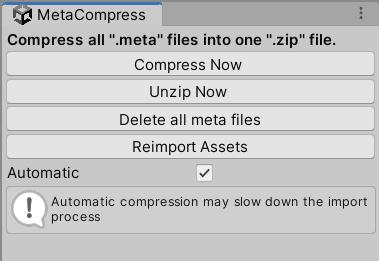 MetaCompress
Compress all ".meta" files into one ".zip" file.
Compress Now
Unzip Now
Delete all meta files
Reimport Assets
Automatic
Automatic compression may slow down the import
process